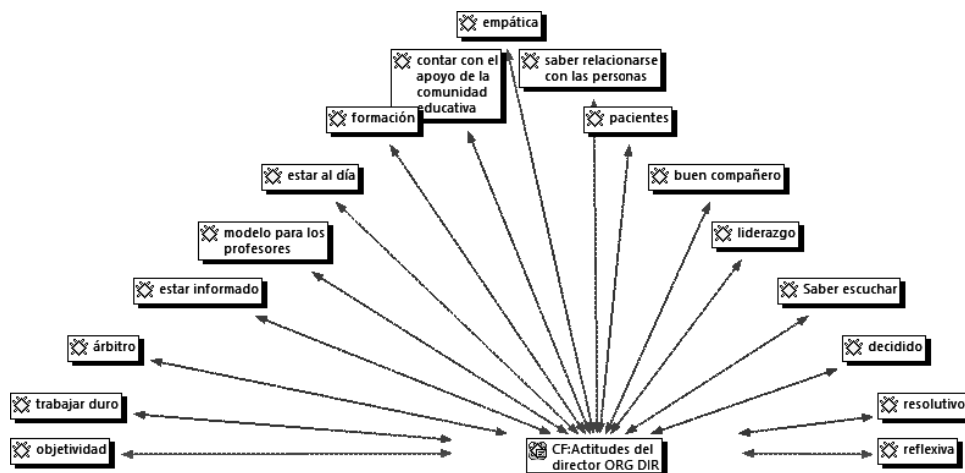 empática
contar con el
apoyo de la
comunidad
educativa
saber relacionarse
con las personas
formación
pacientes
estar al día
buen compañero
modelo para los
profesores
liderazgo
estar informado
Saber escuchar
árbitro
decidido
trabajar duro
resolutivo
objetividad
CF:Actitudes del
director ORG DIR
reflexiva